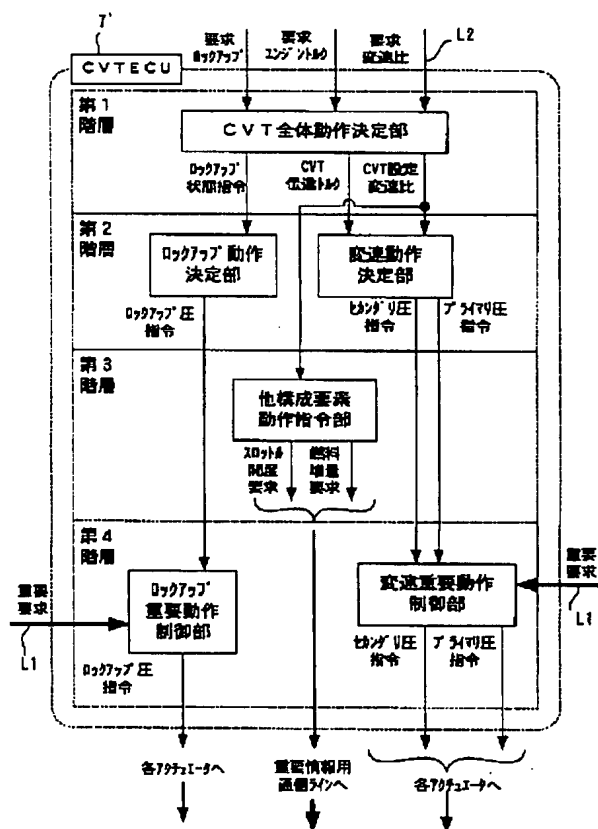 7'
CVTECU
要求
ロックアップ
要求
エンジントルク
要求
変速比
L2
第1
階層
CVT全体動作決定部
ロックアップ
状態指令
CVT
伝達トルク
CVT設定
変速比
第2
階層
ロックアップ動作
決定部
変速動作
決定部
ロックアップ圧
指令
セカンダリ圧
指令
プライマリ圧
指令
第3
階層
他構成要素
動作指令部
スロットル
開度
要求
燃料
増量
要求
第4
階層
重要
要求
L1
ロックアップ
重要動作
制御部
変速重要動作
制御部
重要
要求
L1
ロックアップ圧
指令
セカンダリ圧
指令
プライマリ圧
指令
各アクチュエータへ
重要情報用
通信ラインへ
各アクチュエータへ